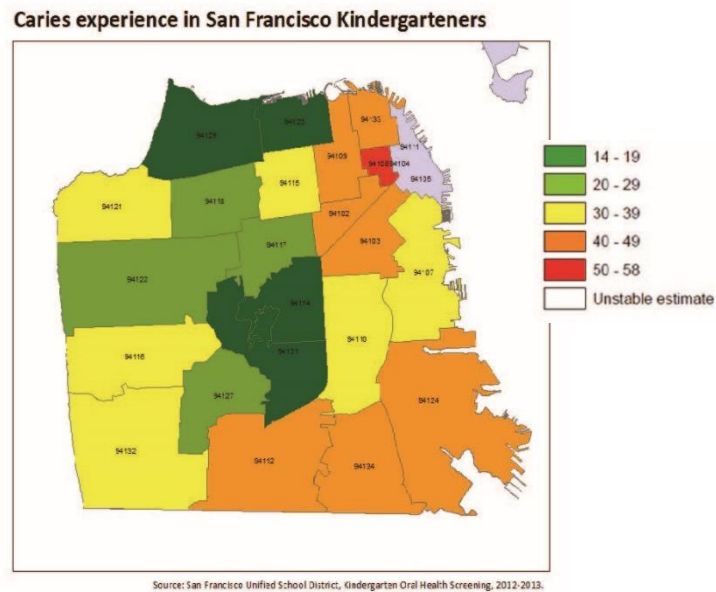 Caries experience in San Francisco Kindergarteners
94123
94133
94109
94111
94104
94105
94115
94121
94118
94102
94103
94117
94107
94122
94114
94110
94116
94131
94124
94127
94132
94112
94134
14 - 19
20 - 29
30 - 39
40 - 49
50 - 58
Unstable estimate
Source: San Francisco Unified School District, Kindergarten Oral Health Screening, 2012-2013.